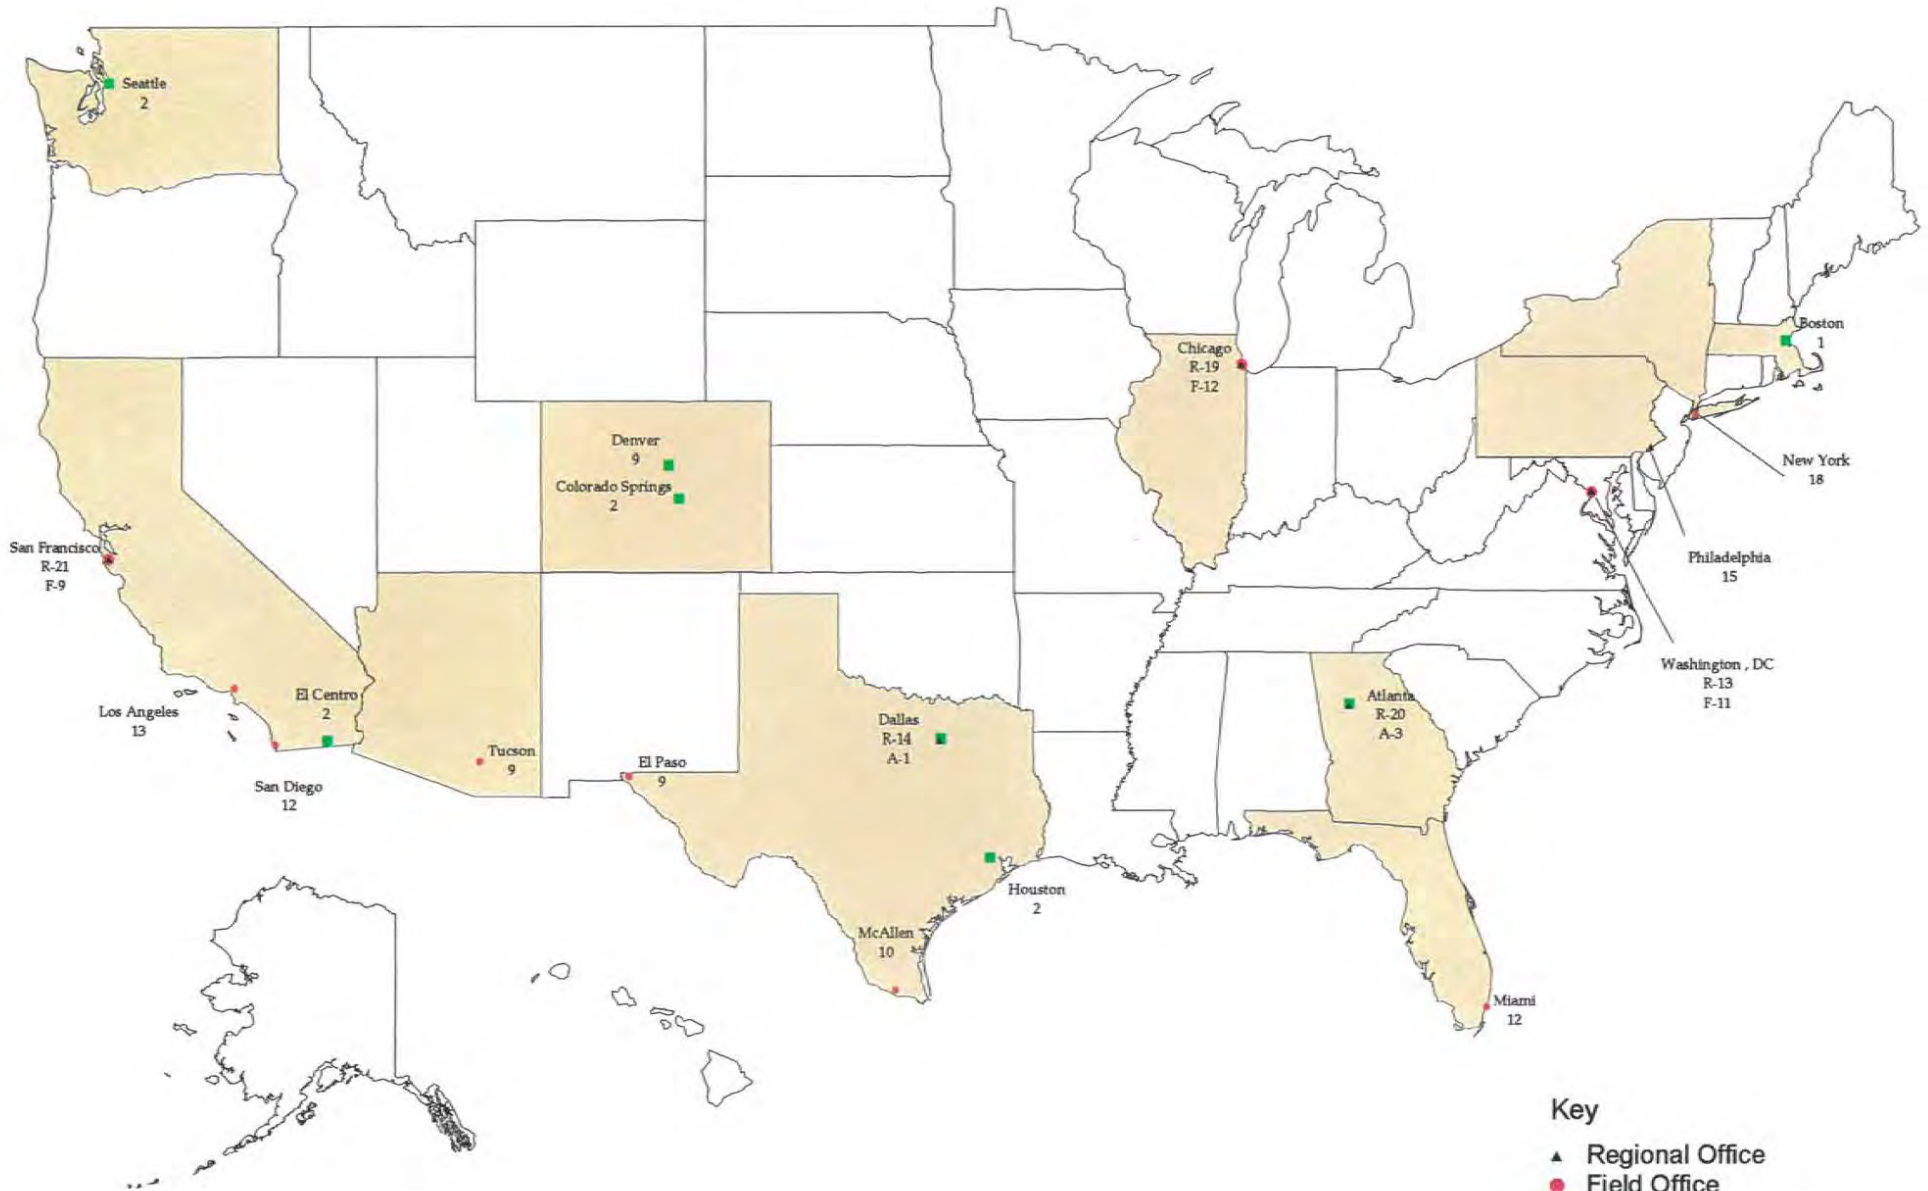 Seattle
2
Boston
1
Chicago
R-19
F-12
Denver
9
Colorado Springs
2
New York
18
San Francisco
R-21
F-9
Philadelphia
15
Washington , DC
R-13
F-11
El Centro
2
Los Angeles
13
Atlanta
R-20
A-3
Dallas
R-14
A-1
Tucson
9
El Paso
9
San Diego
12
Houston
2
McAllen
10
Miami
12
Key
Regional Office
Field Office